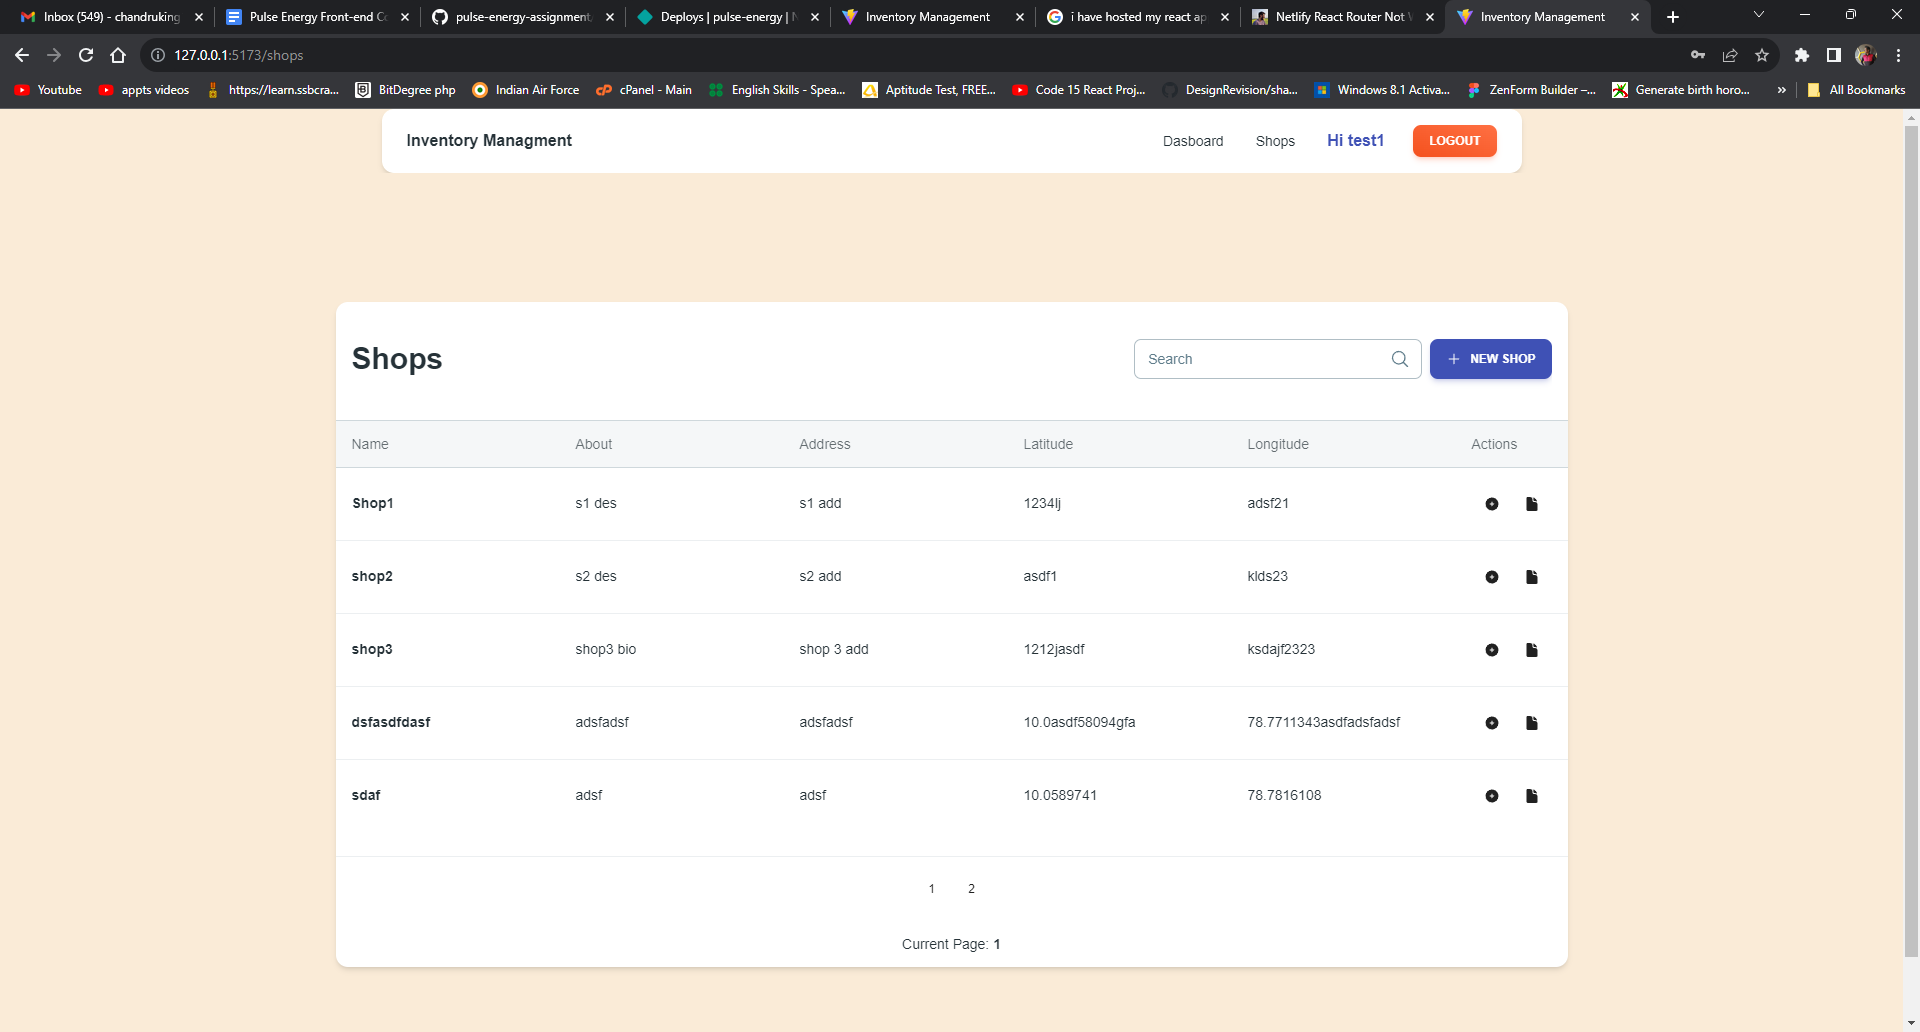 Inbox (549) - chandruking
Pulse Energy Front-end Co
pulse-energy-assignment
Deploys | pulse-energy |
Inventory Management
i have hosted my react ap
Netlify React Router Not
Inventory Management
127.0.0.1:5173/shops
Youtube
appts videos
https://learn.ssbcra...
BitDegree php
Indian Air Force
cPanel - Main
English Skills - Spea...
Aptitude Test, FREE...
Code 15 React Proj...
DesignRevision/sha...
Windows 8.1 Activa...
ZenForm Builder –...
Generate birth horo...
»
All Bookmarks
Inventory Managment
Dasboard
Shops
Hi test1
LOGOUT
Shops
Search
NEW SHOP
Name About Address Latitude Longitude Actions
Shop1 s1 des s1 add 1234lj adsf21
shop2 s2 des s2 add asdf1 klds23
shop3 shop3 bio shop 3 add 1212jasdf ksdajf2323
dsfasdfdasf adsfadsf adsfadsf 10.0asdf58094gfa 78.7711343asdfadsfadsf
sdaf adsf adsf 10.0589741 78.7816108
1 2
Current Page: 1